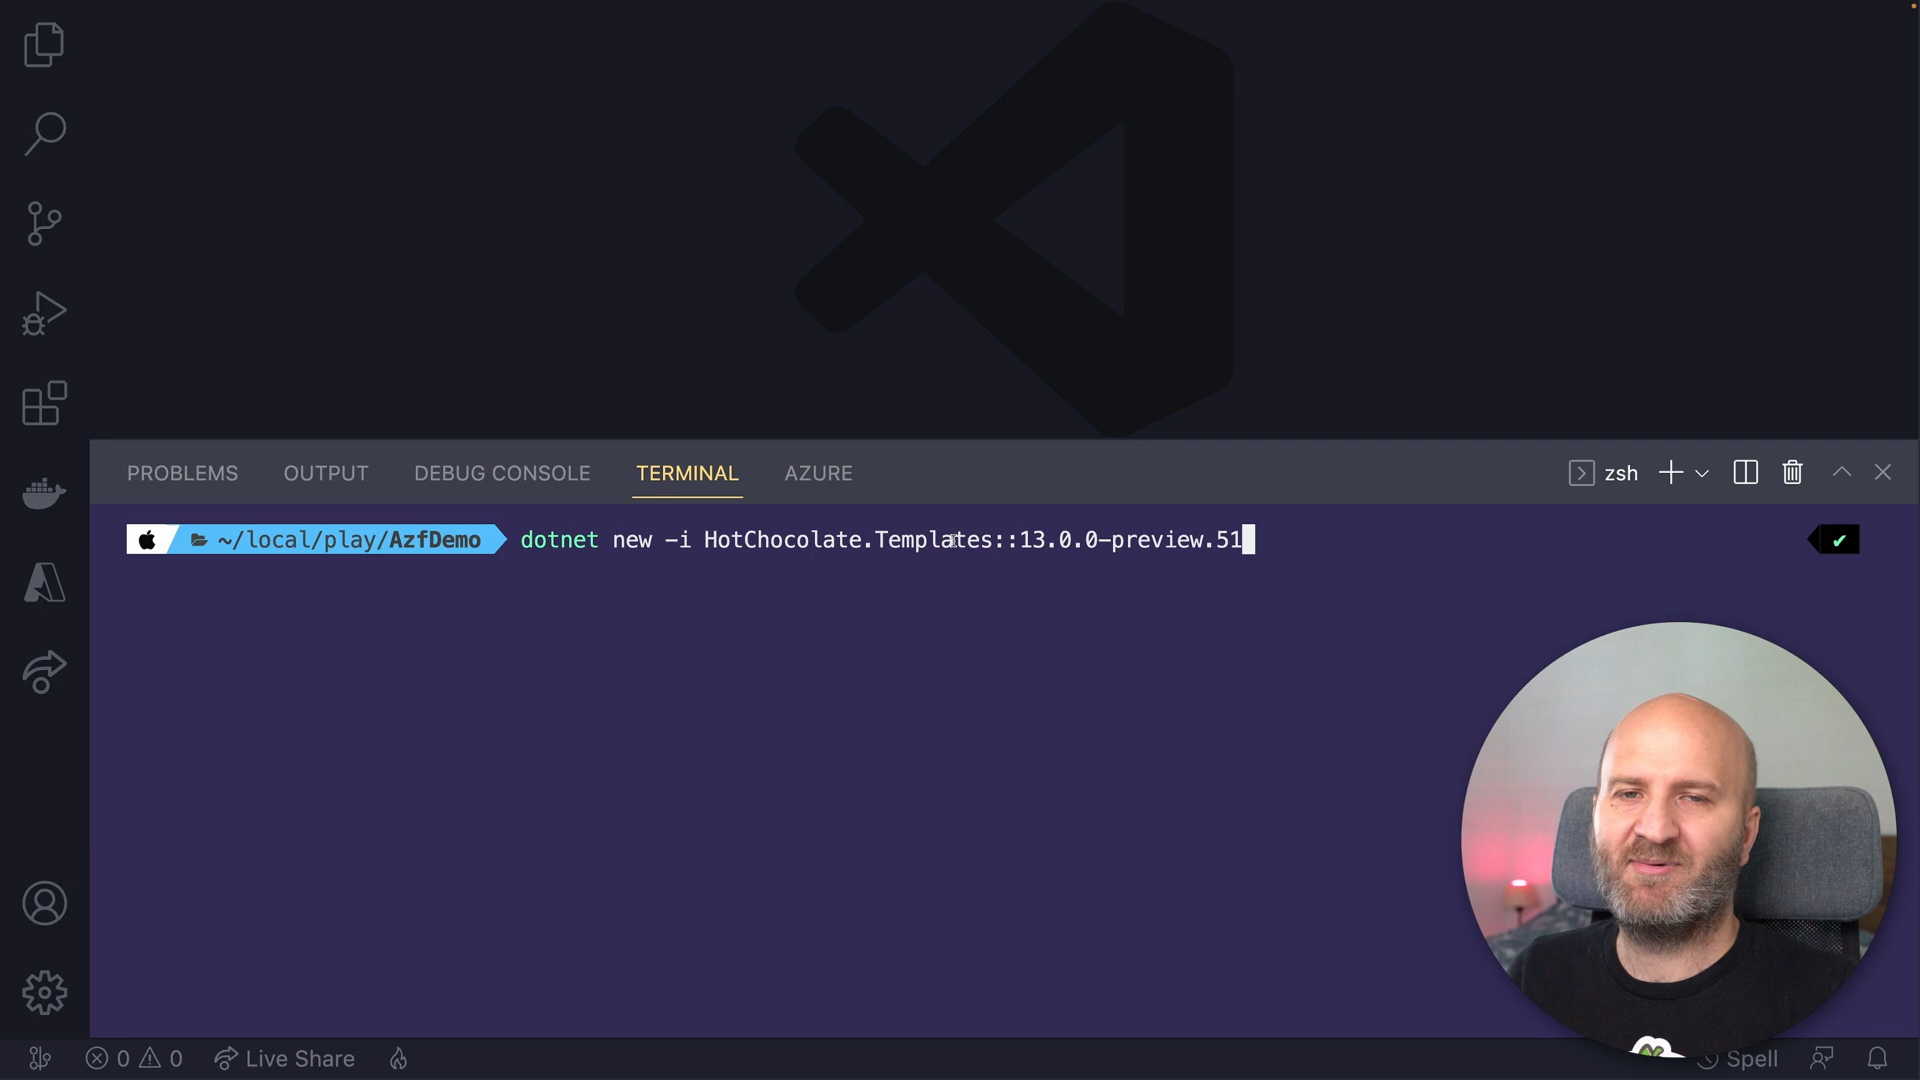 PROBLEMS OUTPUT DEBUG CONSOLE TERMINAL AZURE zsh
~/local/play/AzfDemo dotnet new -i HotChocolate.Templates::13.0.0-preview.51
0 0 Live Share Spell